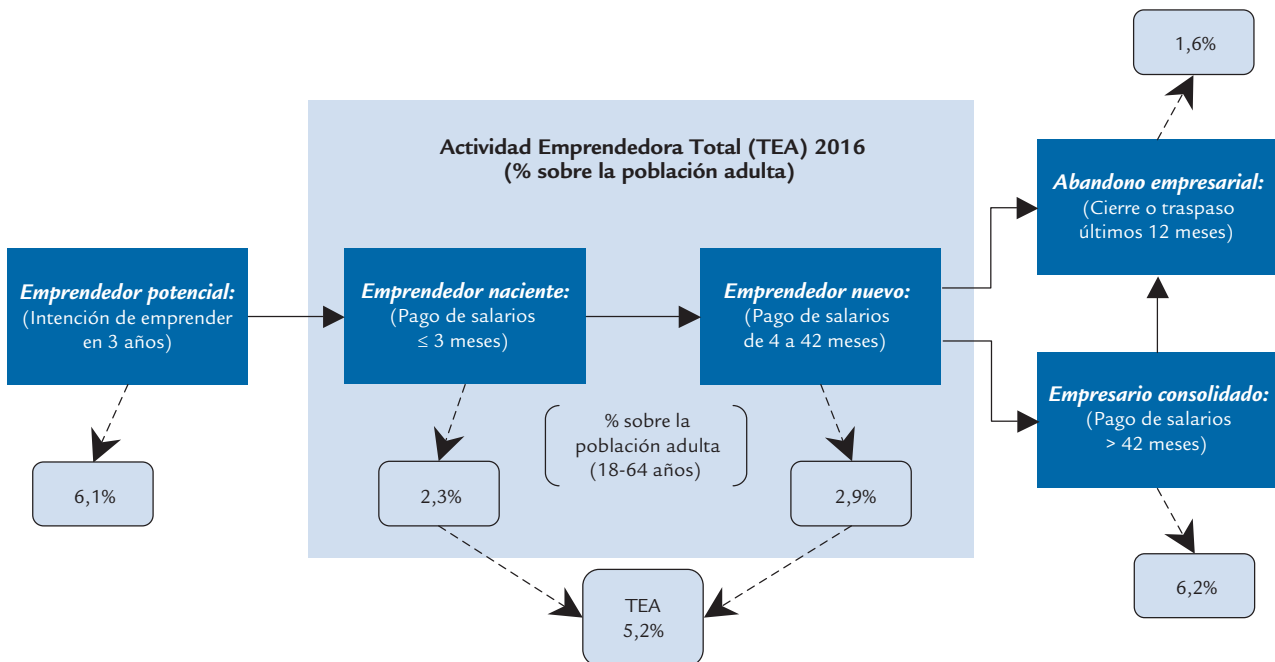 1,6%
Actividad Emprendedora Total (TEA) 2016
(% sobre la población adulta)
Abandono empresarial:
(Cierre o traspaso
últimos 12 meses)
Emprendedor potencial:
(Intención de emprender
en 3 años)
Emprendedor naciente:
(Pago de salarios
≤ 3 meses)
Emprendedor nuevo:
(Pago de salarios
de 4 a 42 meses)
Empresario consolidado:
(Pago de salarios
> 42 meses)
% sobre la
población adulta
(18-64 años)
6,1%
2,3%
2,9%
6,2%
TEA
5,2%